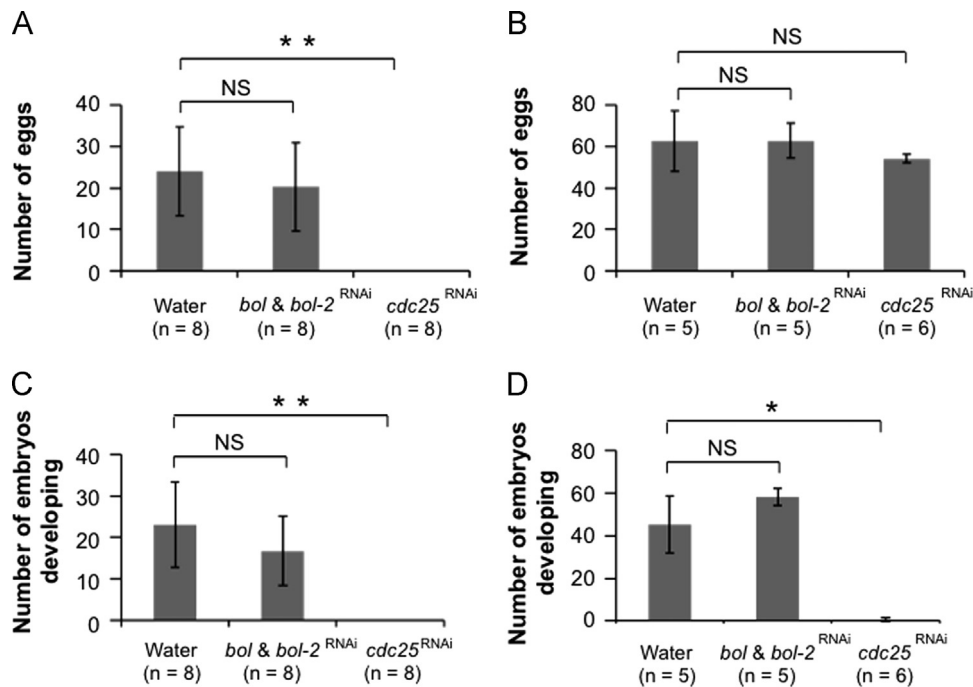 A
* *
NS
Number of eggs
40
30
20
10
0
Water
(n = 8)
bol & bol-2 RNAi
(n = 8)
cdc25 RNAi
(n = 8)
B
NS
NS
Number of eggs
80
60
40
20
0
Water
(n = 5)
bol & bol-2 RNAi
(n = 5)
cdc25 RNAi
(n = 6)
C
* *
NS
Number of embryos
developing
40
30
20
10
0
Water
(n = 8)
bol & bol-2 RNAi
(n = 8)
cdc25 RNAi
(n = 8)
D
*
NS
Number of embryos
developing
80
60
40
20
0
Water
(n = 5)
bol & bol-2 RNAi
(n = 5)
cdc25 RNAi
(n = 6)